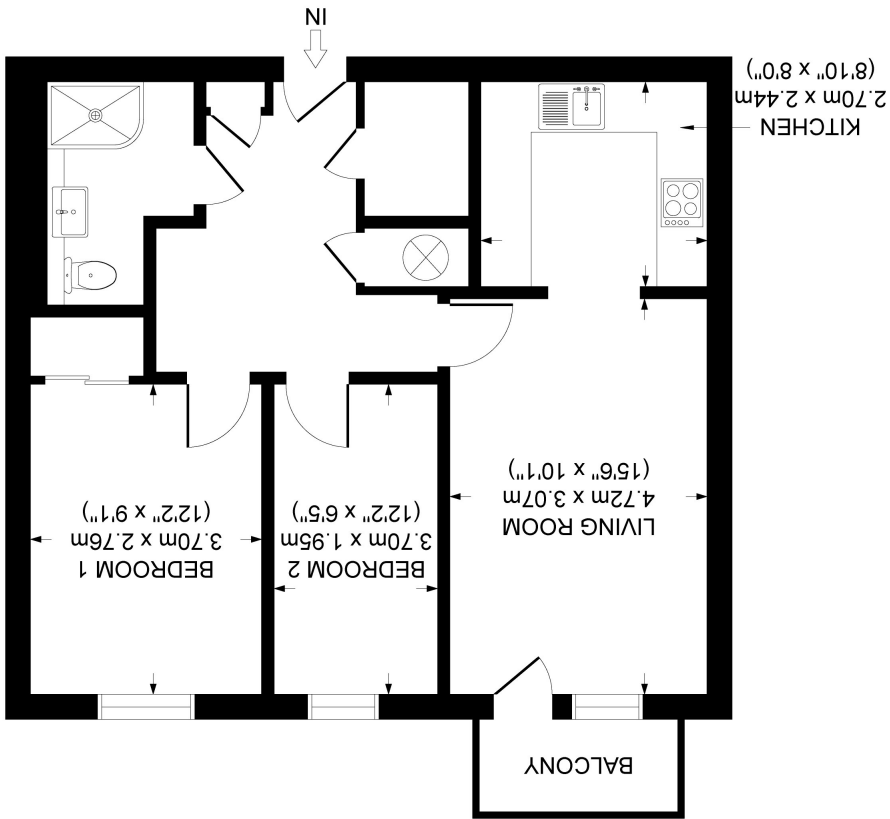 BALCONY
LIVING ROOM
4.72m x 3.07m
(15'6" x 10'1")
BEDROOM 2
3.70m x 1.95m
(12'2" x 6'5")
BEDROOM 1
3.70m x 2.76m
(12'2" x 9'1")
KITCHEN
2.70m x 2.44m
(8'10" x 8'0")
IN